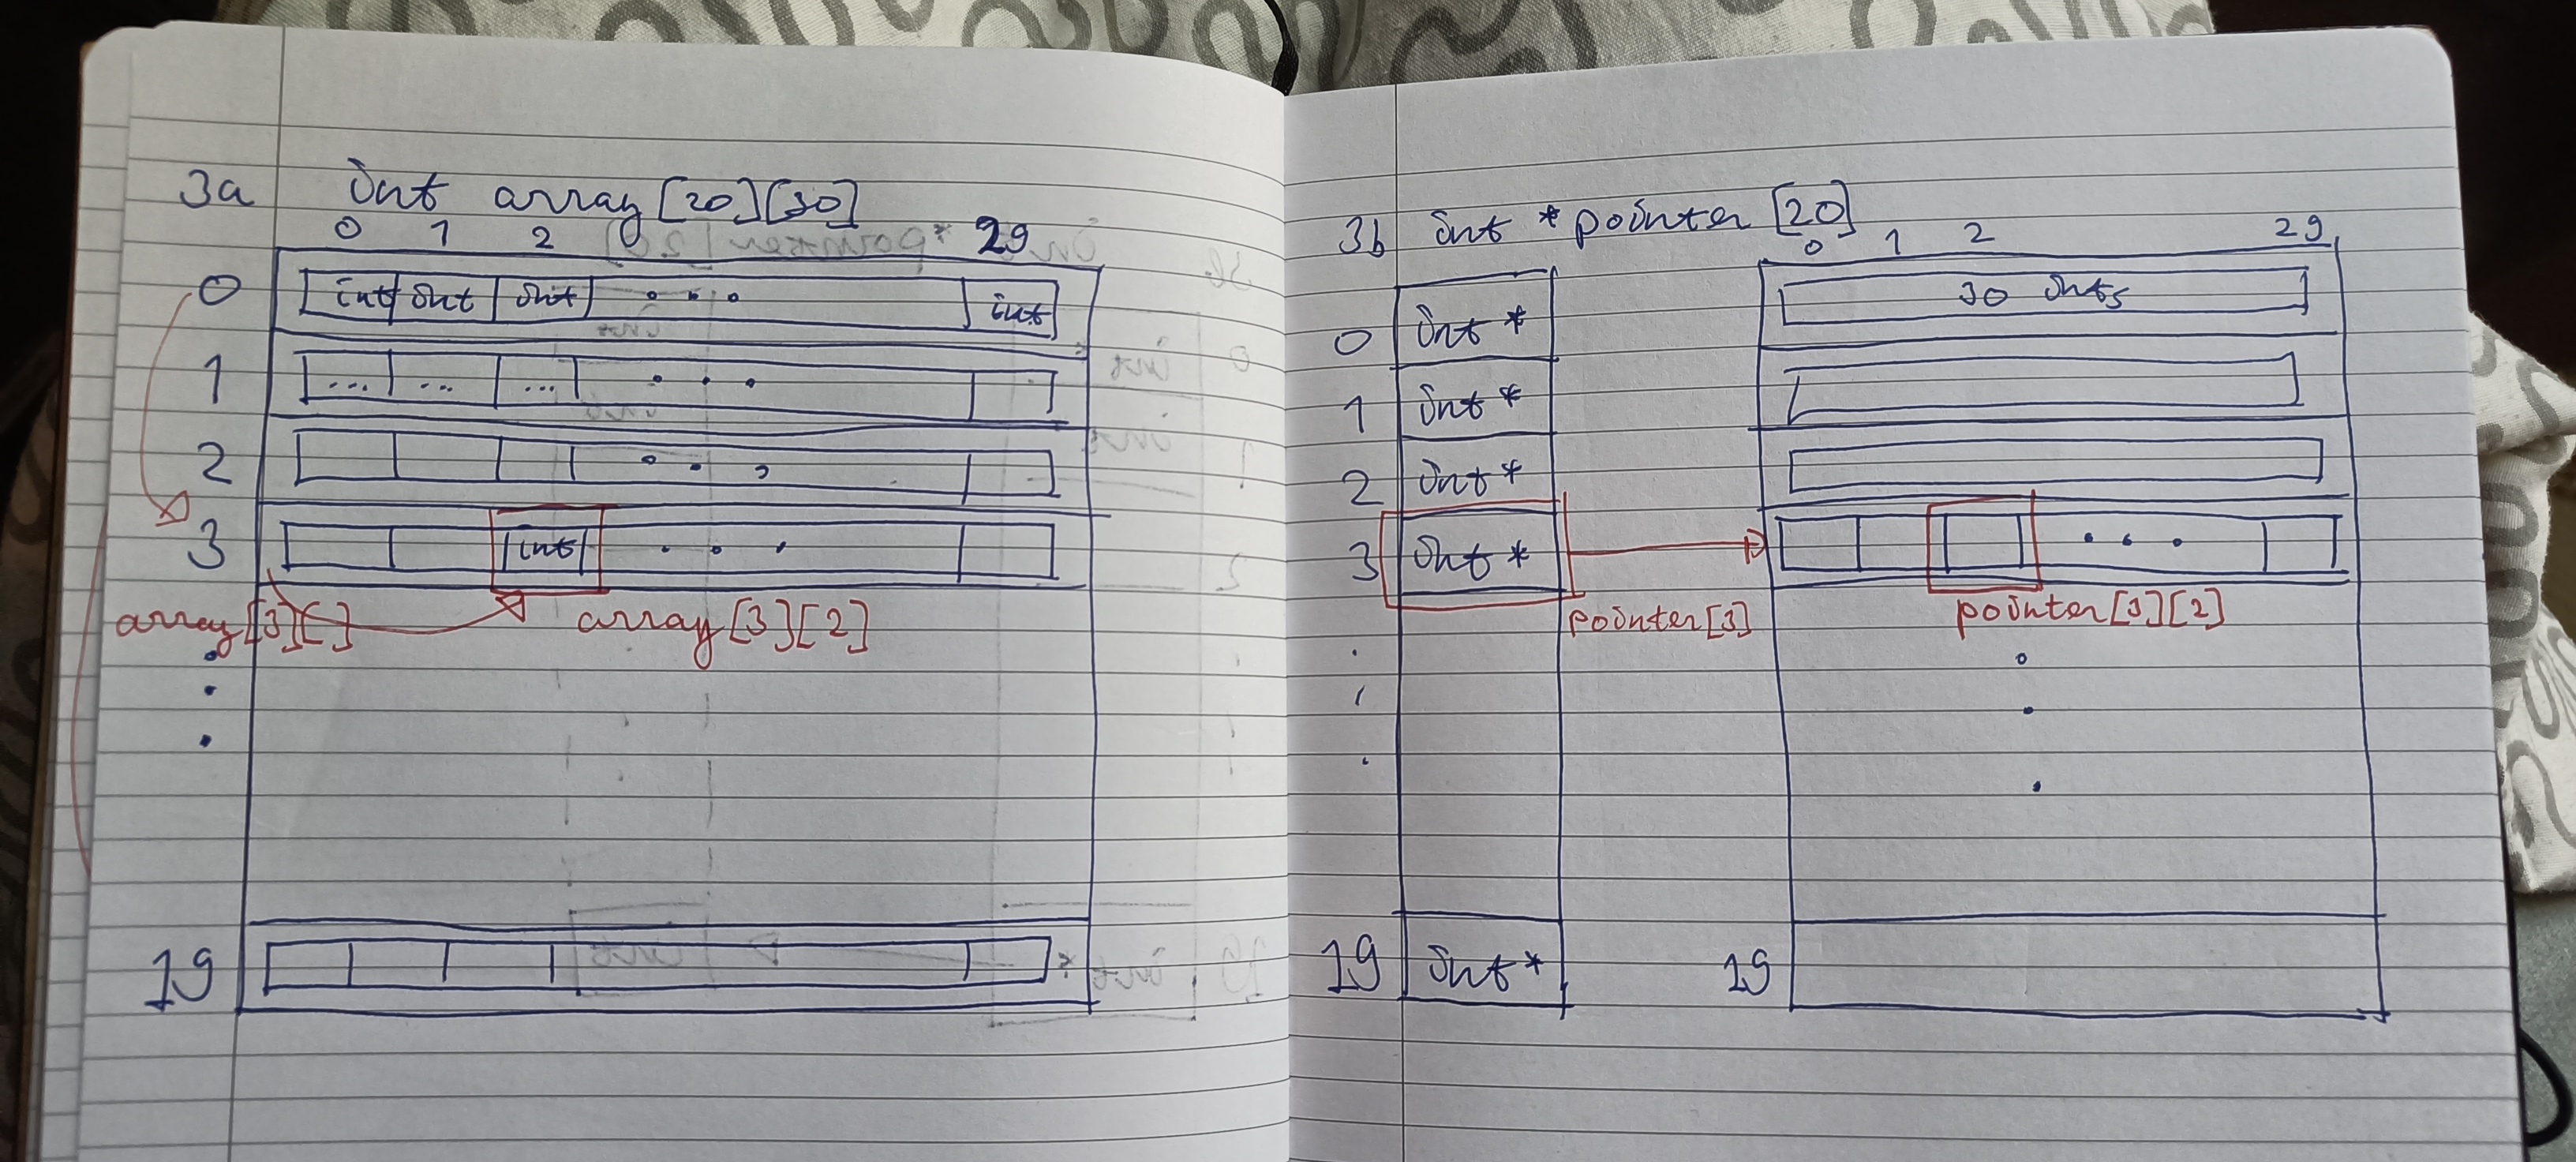 3a int array[20][30]
0 1 2 29
0 int int int . . . int
1 ... ... ... . . .
2 . . .
3 int . . .
array[3][ ] array[3][2]
.
.
.
19
3b int *pointer [20]
0 1 2 29
0 int * 30 ints
1 int *
2 int *
3 int * . . .
pointer[3] pointer[3][2]
.
.
.
19 int * 19